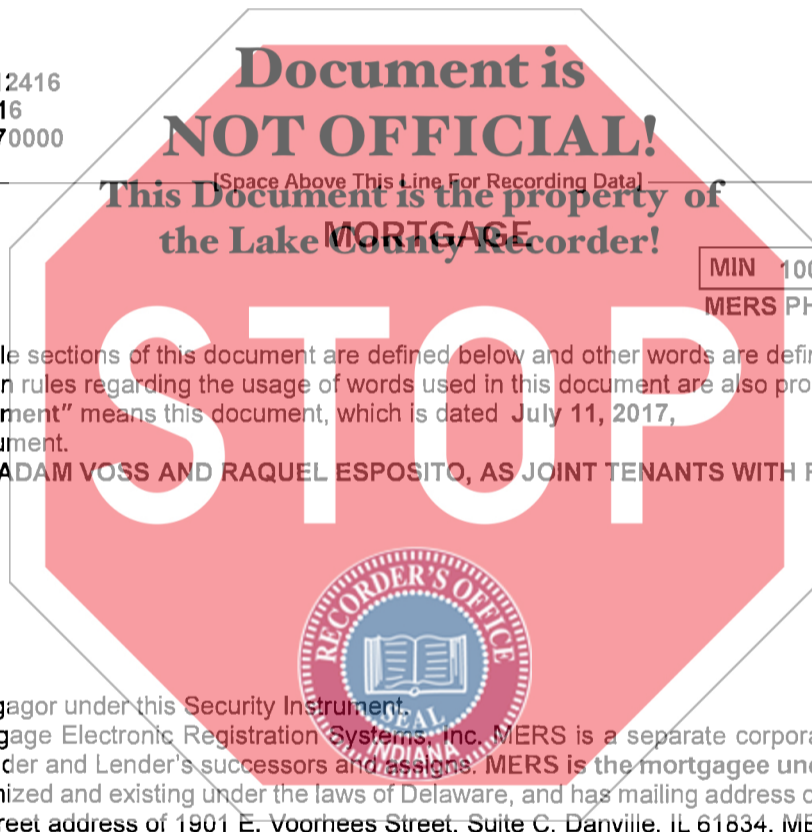 12416
16
70000
Document is
NOT OFFICIAL!
[Space Above This Line For Recording Data]
This Document is the property of
MORTGAGE
the Lake County Recorder!
MIN 100
MERS PH
STOP
le sections of this document are defined below and other words are defin
n rules regarding the usage of words used in this document are also pro
ment” means this document, which is dated July 11, 2017,
ument.
ADAM VOSS AND RAQUEL ESPOSITO, AS JOINT TENANTS WITH R
RECORDER'S OFFICE
SEAL
INDIANA
gagor under this Security Instrument.
gage Electronic Registration Systems, Inc. MERS is a separate corpora
der and Lender's successors and assigns. MERS is the mortgagee und
nized and existing under the laws of Delaware, and has mailing address o
reet address of 1901 E. Voorhees Street, Suite C, Danville, IL 61834. ME